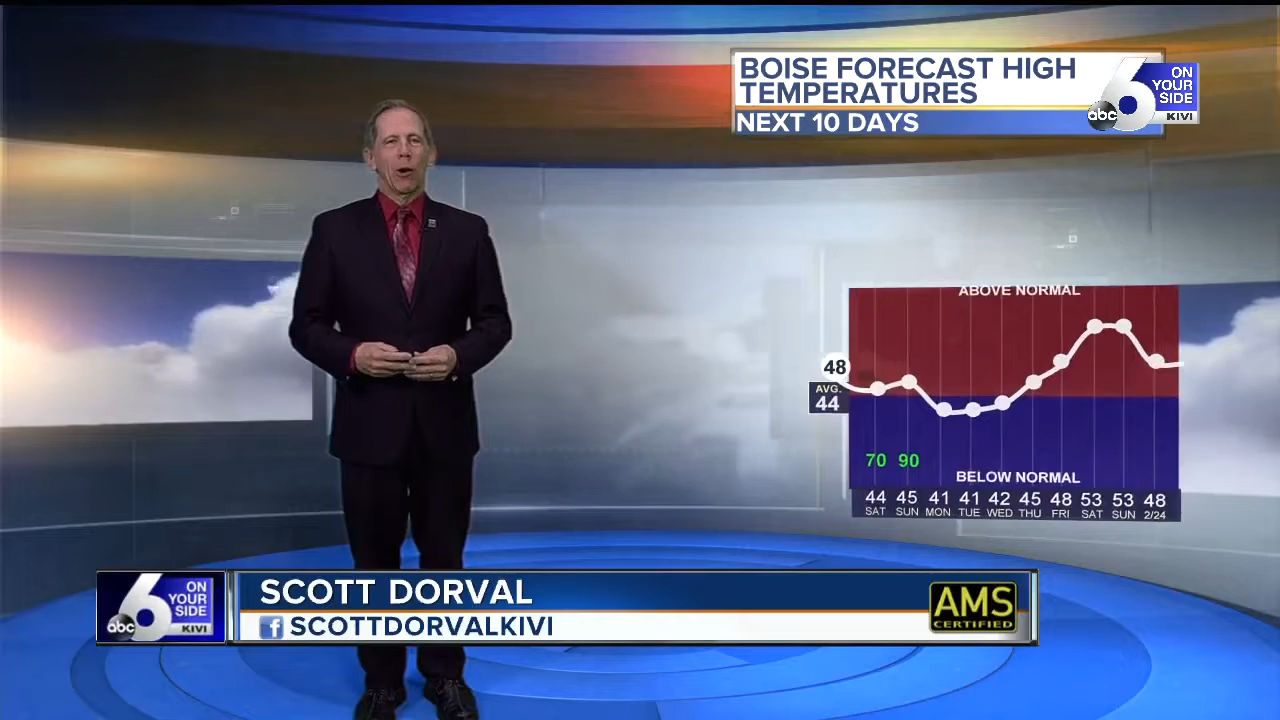 BOISE FORECAST HIGH
TEMPERATURES
NEXT 10 DAYS
abc 6 ON
YOUR
SIDE
KIVI
ABOVE NORMAL
48
AVG.
44
70 90
BELOW NORMAL
44 45 41 41 42 45 48 53 53 48
SAT SUN MON TUE WED THU FRI SAT SUN 2/24
abc 6 ON
YOUR
SIDE
KIVI
SCOTT DORVAL
f SCOTTDORVALKIVI
AMS
CERTIFIED